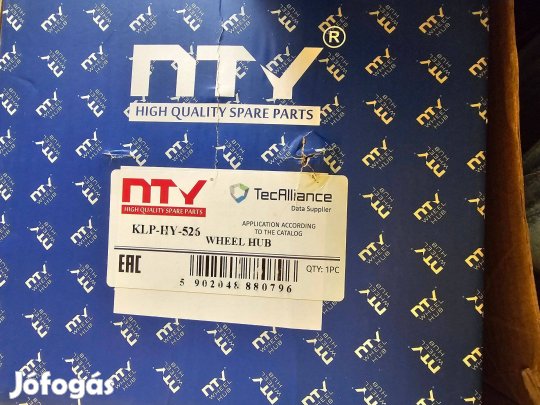 NTY®
HIGH QUALITY SPARE PARTS
NTY
HIGH QUALITY SPARE PARTS
TecAlliance
Data Supplier
KLP-HY-526
APPLICATION ACCORDING
TO THE CATALOG
WHEEL HUB
EAC
QTY: 1PC
5 902048 880796
Jófogás